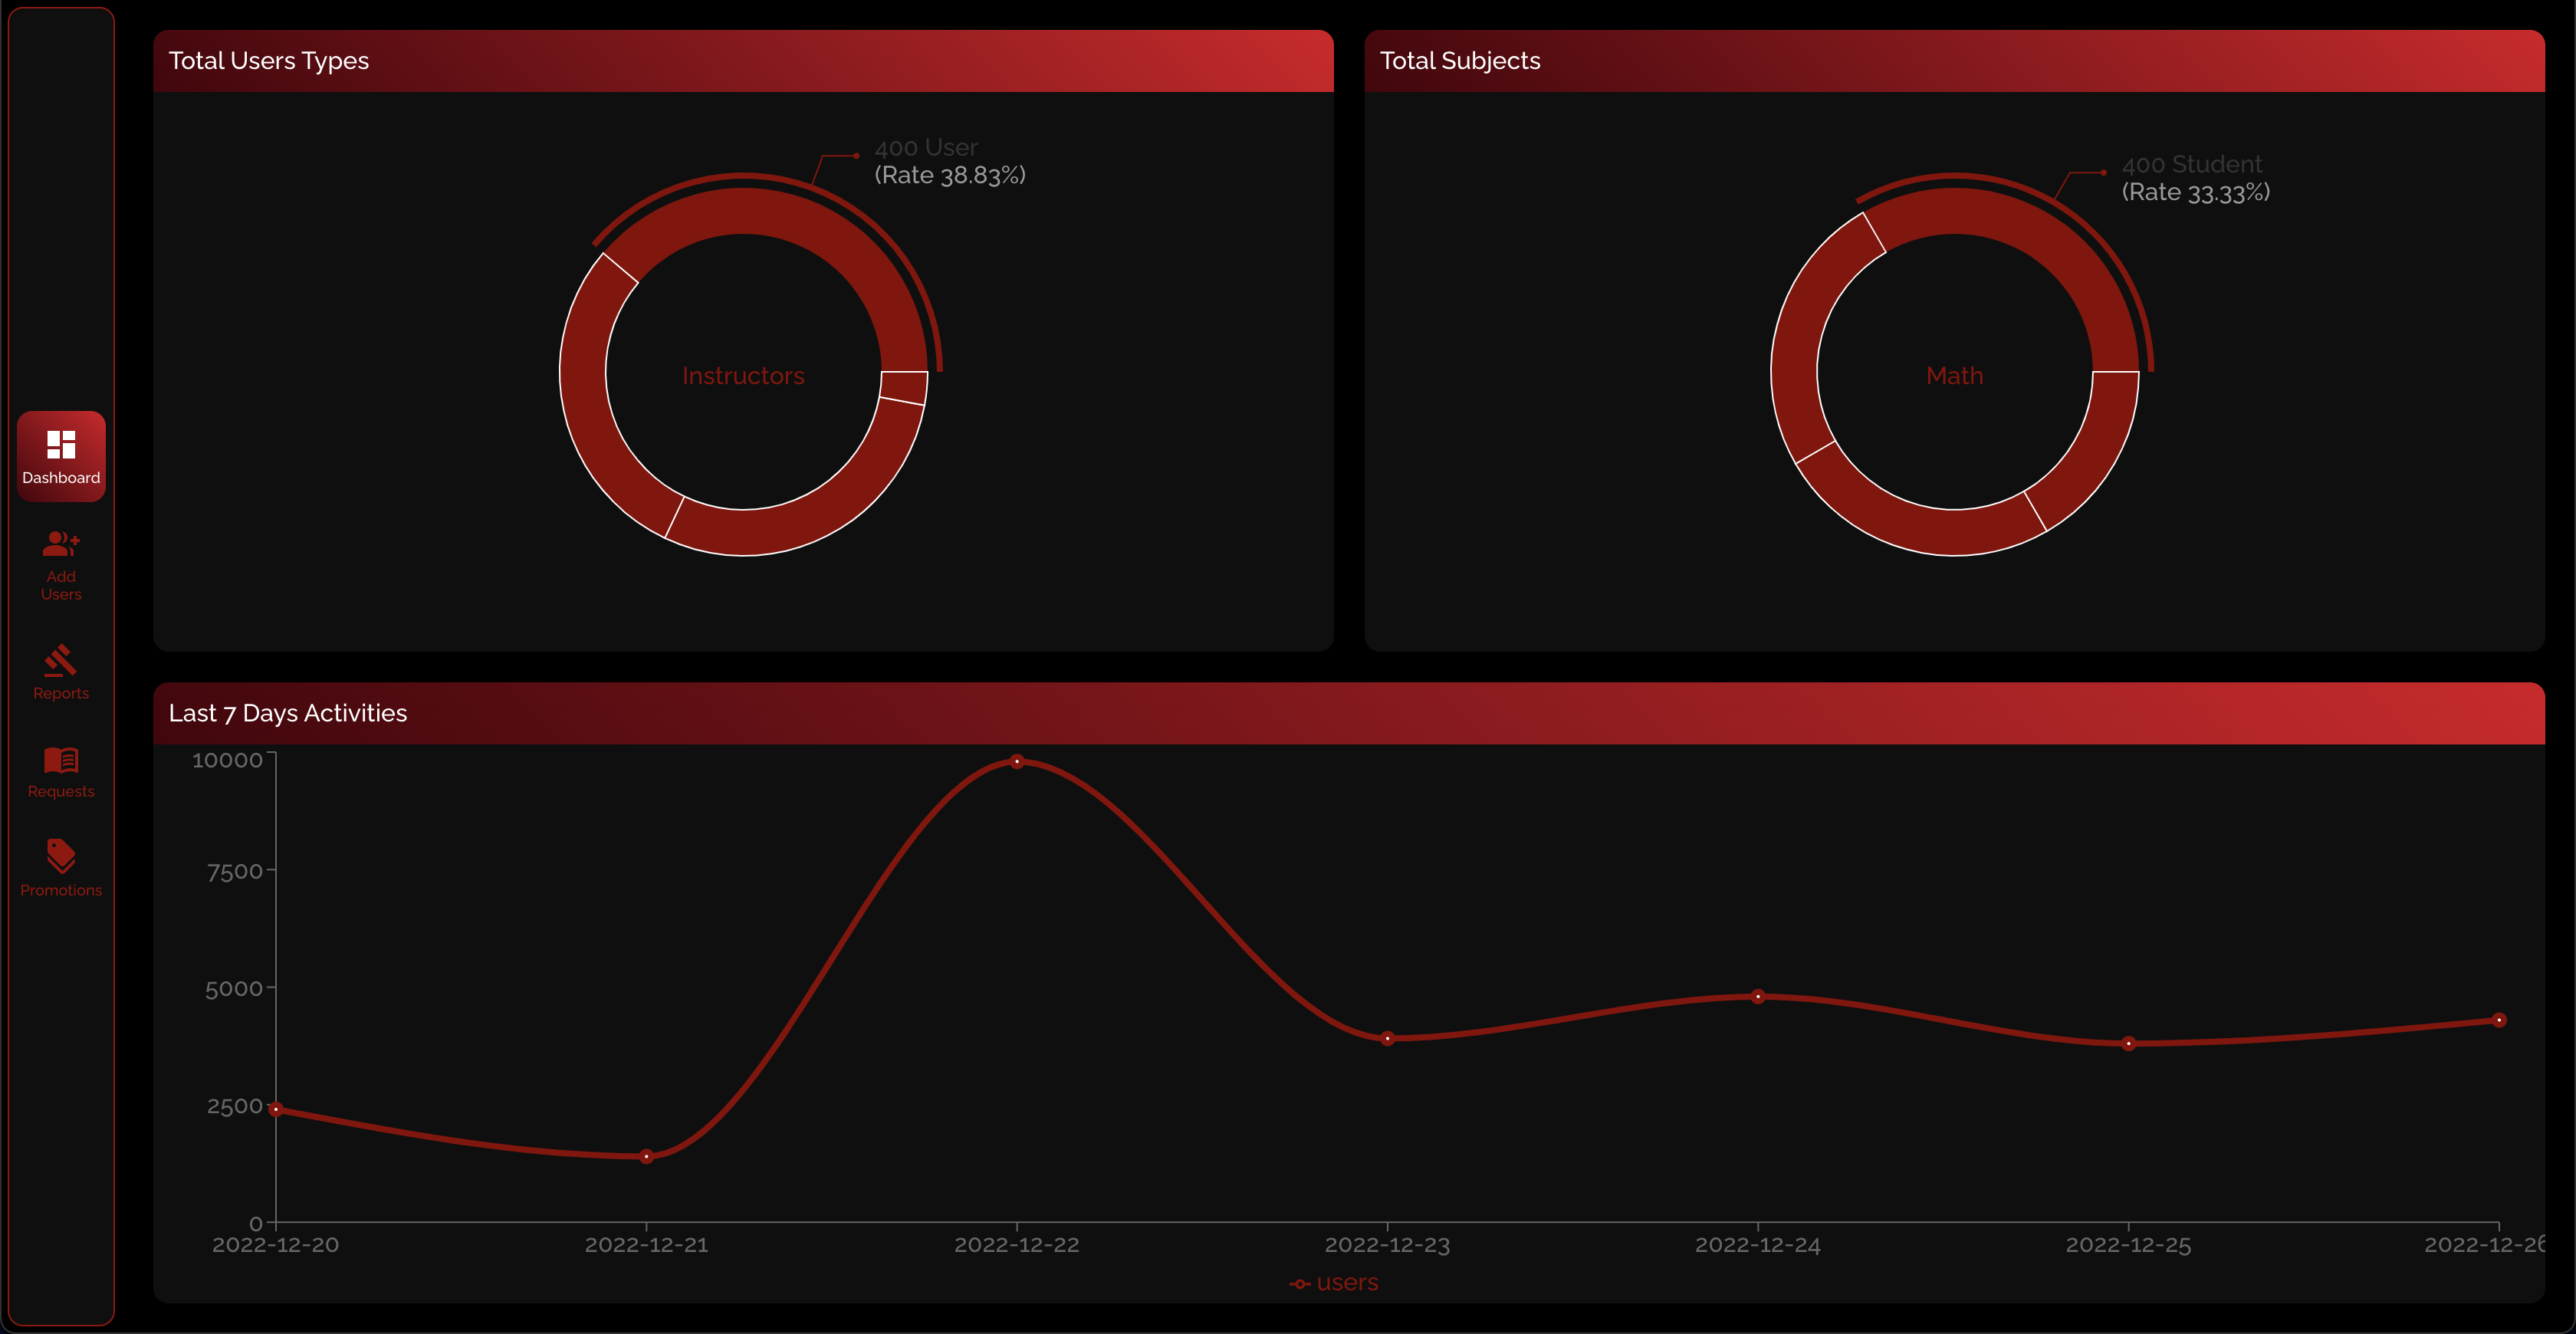 Dashboard
Add
Users
Reports
Requests
Promotions
Total Users Types
400 User
(Rate 38.83%)
Instructors
Total Subjects
400 Student
(Rate 33.33%)
Math
Last 7 Days Activities
10000
7500
5000
2500
0
2022-12-20
2022-12-21
2022-12-22
2022-12-23
2022-12-24
2022-12-25
2022-12-26
users